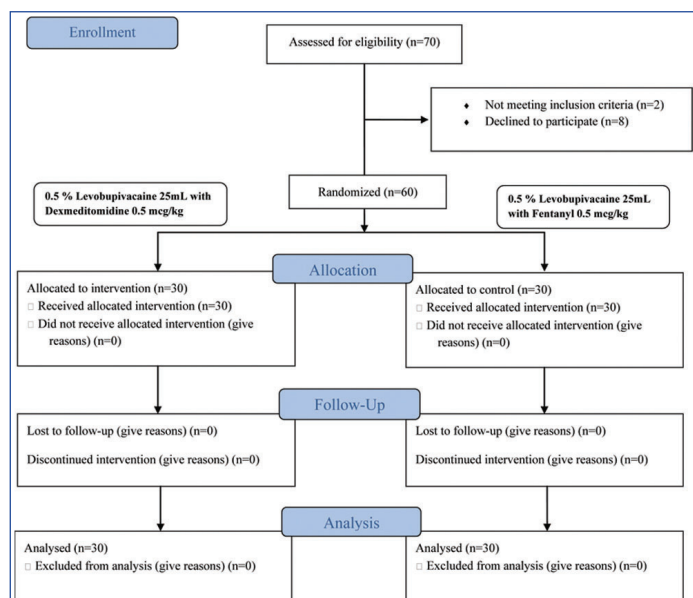 Enrollment
Assessed for eligibility (n=70)
♦ Not meeting inclusion criteria (n=2)
♦ Declined to participate (n=8)
Randomized (n=60)
0.5 % Levobupivacaine 25mL with
Dexmeditomidine 0.5 mcg/kg
0.5 % Levobupivacaine 25mL
with Fentanyl 0.5 mcg/kg
Allocation
Allocated to intervention (n=30)
□ Received allocated intervention (n=30)
□ Did not receive allocated intervention (give
reasons) (n=0)
Allocated to control (n=30)
□ Received allocated intervention (n=30)
□ Did not receive allocated intervention (give
reasons) (n=0)
Follow-Up
Lost to follow-up (give reasons) (n=0)
Discontinued intervention (give reasons) (n=0)
Lost to follow-up (give reasons) (n=0)
Discontinued intervention (give reasons) (n=0)
Analysis
Analysed (n=30)
□ Excluded from analysis (give reasons) (n=0)
Analysed (n=30)
□ Excluded from analysis (give reasons) (n=0)